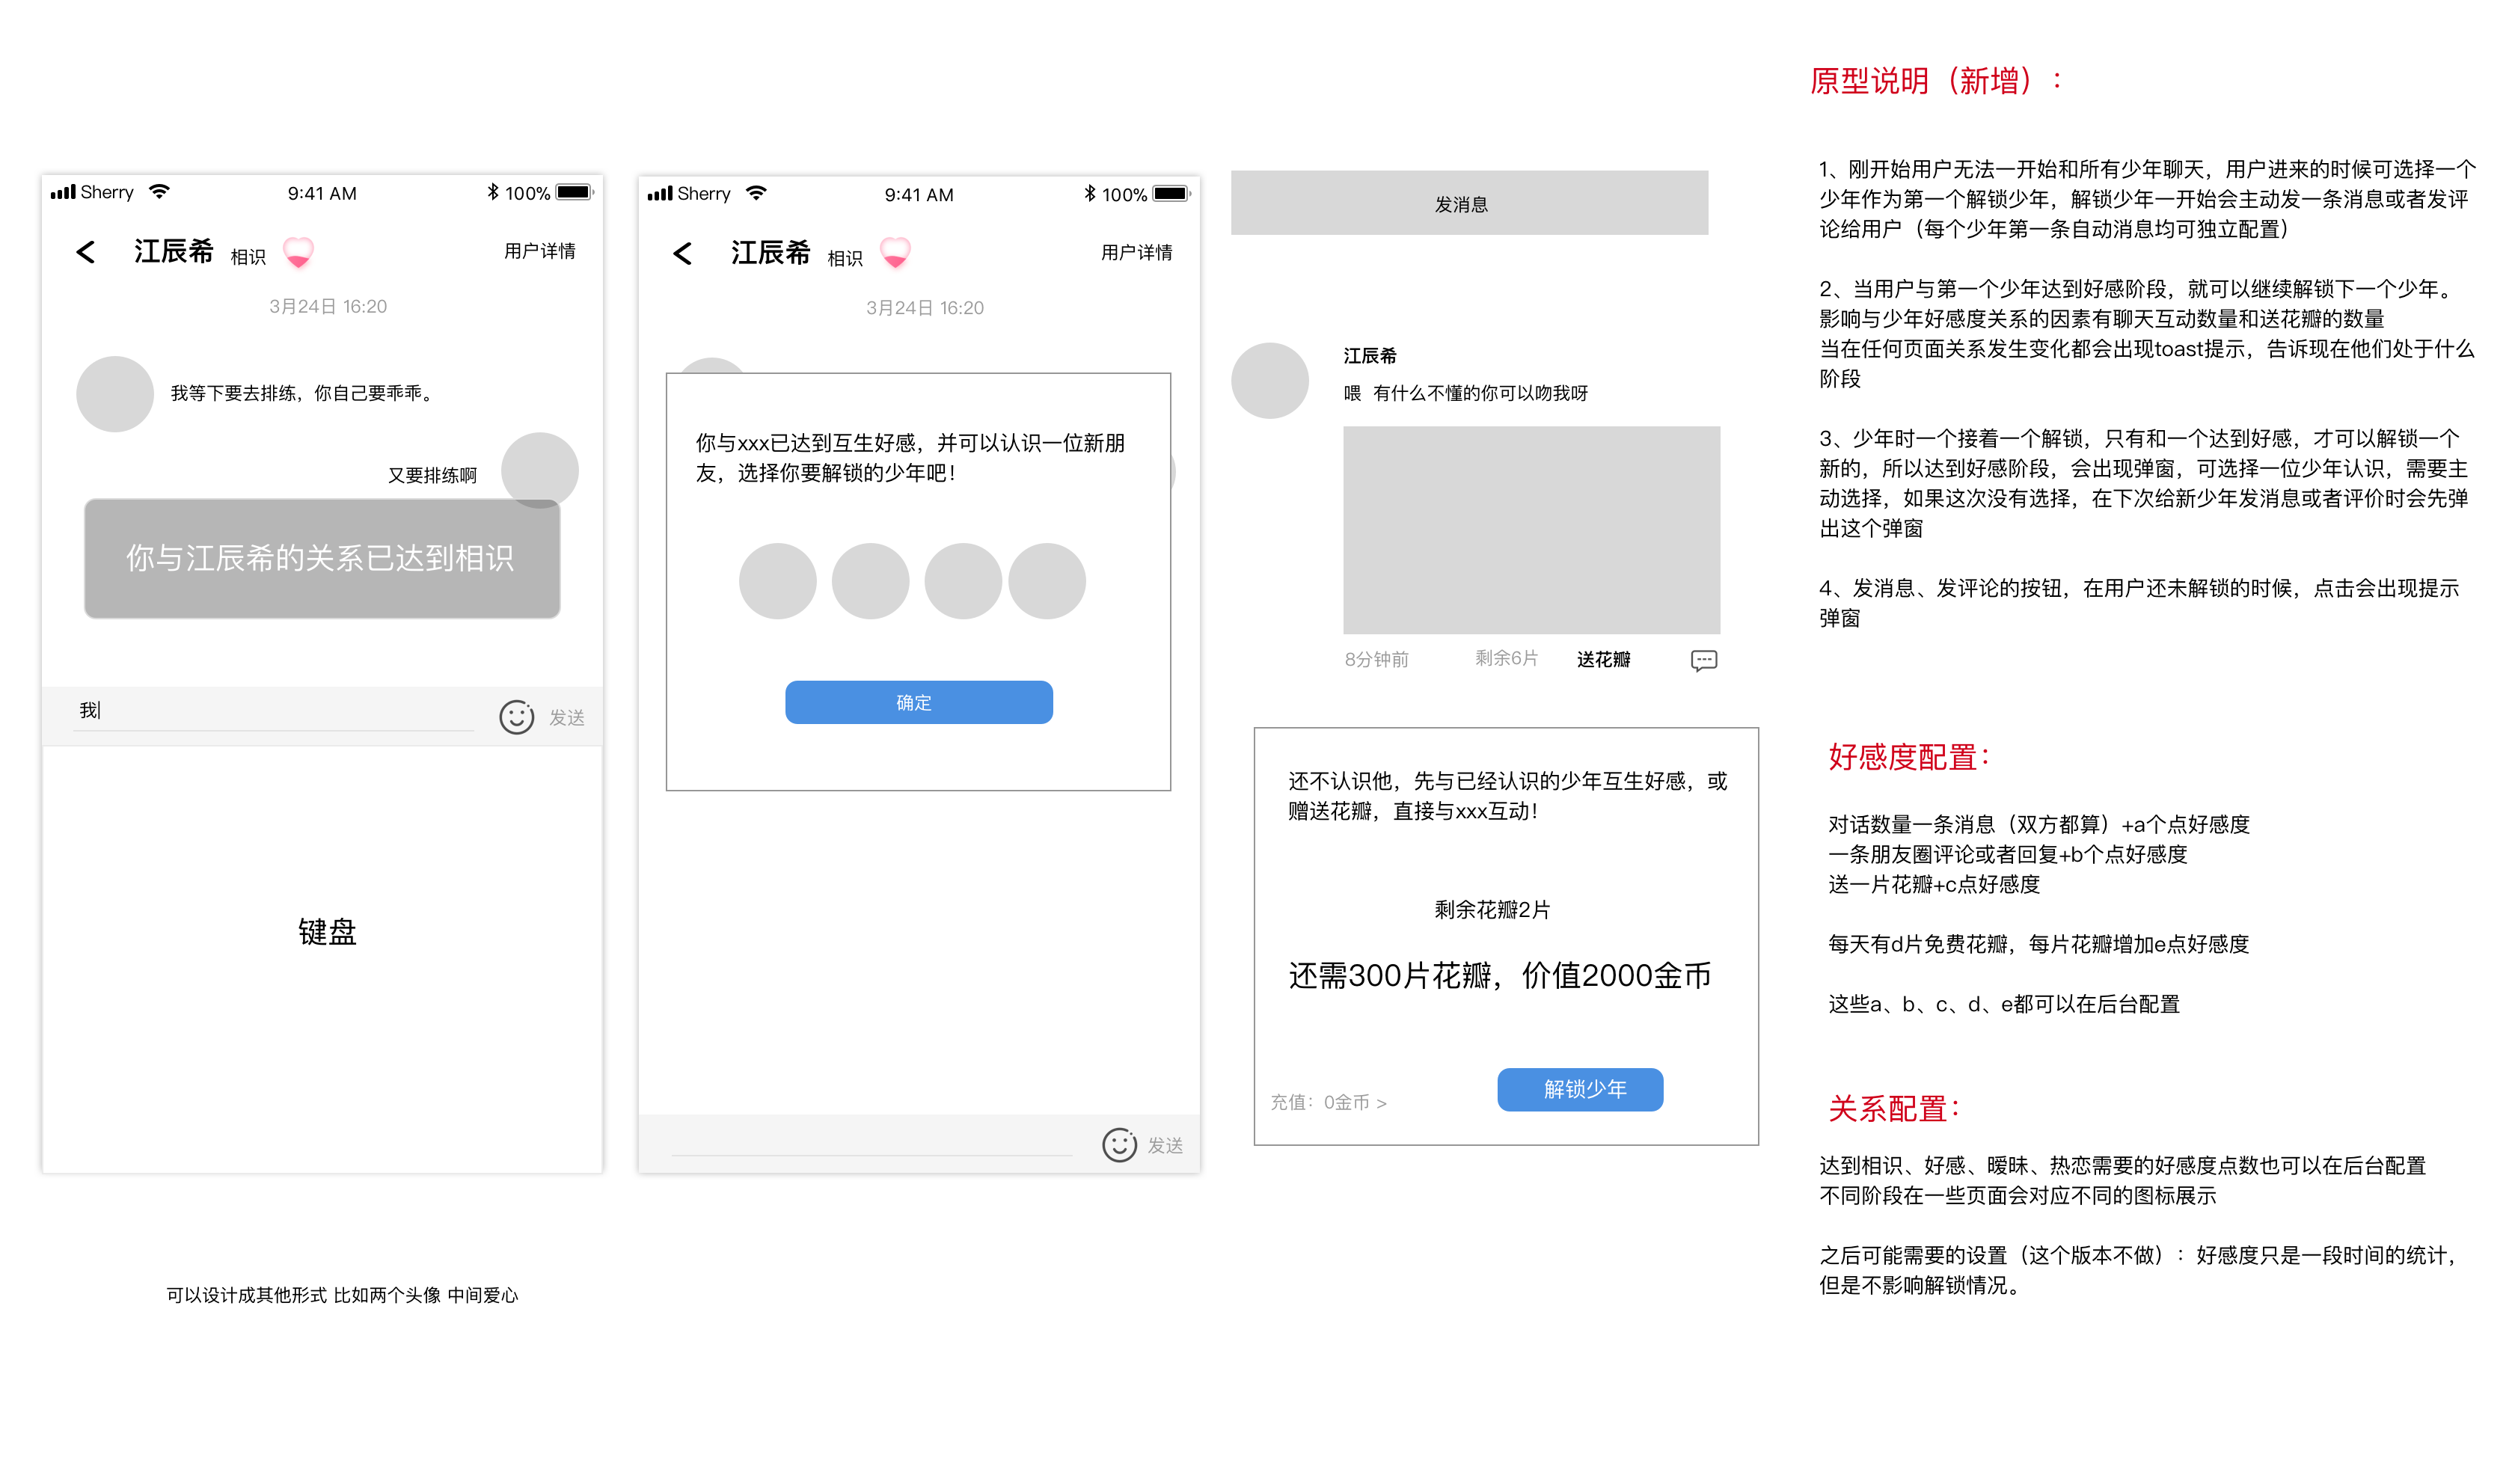 Sherry
9:41 AM
100%
江辰希 相识
用户详情
3月24日 16:20
我等下要去排练，你自己要乖乖。
又要排练啊
你与江辰希的关系已达到相识
我
发送
键盘
可以设计成其他形式 比如两个头像 中间爱心
Sherry
9:41 AM
100%
江辰希 相识
用户详情
3月24日 16:20
你与xxx已达到互生好感，并可以认识一位新朋
友，选择你要解锁的少年吧！
确定
发送
发消息
江辰希
喂 有什么不懂的你可以吻我呀
8分钟前
剩余6片
送花瓣
还不认识他，先与已经认识的少年互生好感，或
赠送花瓣，直接与xxx互动！
剩余花瓣2片
还需300片花瓣，价值2000金币
充值：0金币 >
解锁少年
原型说明（新增）：
1、刚开始用户无法一开始和所有少年聊天，用户进来的时候可选择一个
少年作为第一个解锁少年，解锁少年一开始会主动发一条消息或者发评
论给用户（每个少年第一条自动消息均可独立配置）
2、当用户与第一个少年达到好感阶段，就可以继续解锁下一个少年。
影响与少年好感度关系的因素有聊天互动数量和送花瓣的数量
当在任何页面关系发生变化都会出现toast提示，告诉现在他们处于什么
阶段
3、少年时一个接着一个解锁，只有和一个达到好感，才可以解锁一个
新的，所以达到好感阶段，会出现弹窗，可选择一位少年认识，需要主
动选择，如果这次没有选择，在下次给新少年发消息或者评价时会先弹
出这个弹窗
4、发消息、发评论的按钮，在用户还未解锁的时候，点击会出现提示
弹窗
好感度配置：
对话数量一条消息（双方都算）+a个点好感度
一条朋友圈评论或者回复+b个点好感度
送一片花瓣+c点好感度
每天有d片免费花瓣，每片花瓣增加e点好感度
这些a、b、c、d、e都可以在后台配置
关系配置：
达到相识、好感、暧昧、热恋需要的好感度点数也可以在后台配置
不同阶段在一些页面会对应不同的图标展示
之后可能需要的设置（这个版本不做）：好感度只是一段时间的统计，
但是不影响解锁情况。